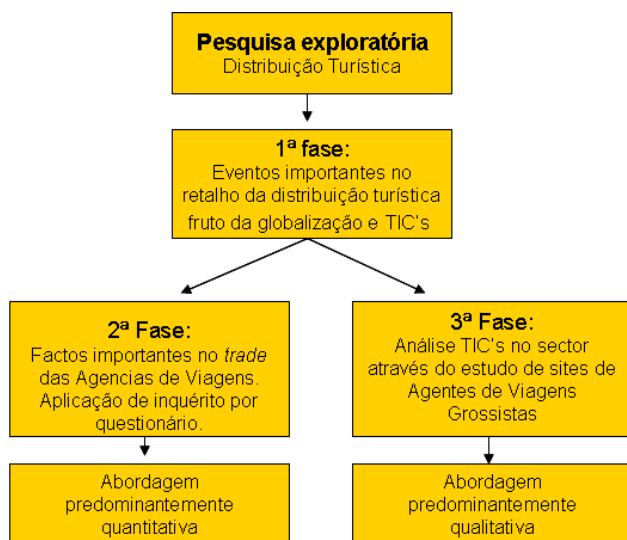 Pesquisa exploratória
Distribuição Turística
1ª fase:
Eventos importantes no
retalho da distribuição turística
fruto da globalização e TIC's
2ª Fase:
Factos importantes no trade
das Agencias de Viagens.
Aplicação de inquérito por
questionário.
3ª Fase:
Análise TIC's no sector
através do estudo de sites de
Agentes de Viagens
Grossistas
Abordagem
predominantemente
quantitativa
Abordagem
predominantemente
qualitativa